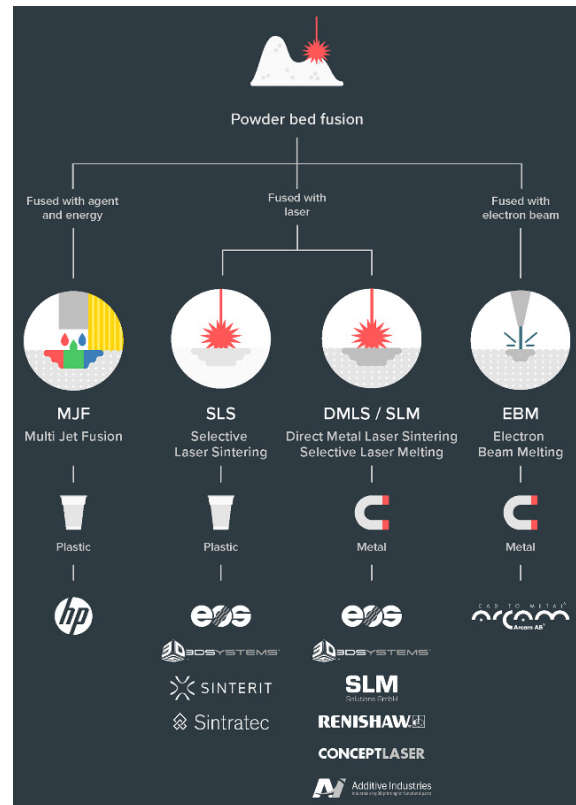 Powder bed fusion
Fused with agent
and energy
Fused with
laser
Fused with
electron beam
MJF
Multi Jet Fusion
SLS
Selective
Laser Sintering
DMLS / SLM
Direct Metal Laser Sintering
Selective Laser Melting
EBM
Electron
Beam Melting
Plastic
Plastic
Metal
Metal
hp
eos
3DSYSTEMS
SINTERIT
Sintratec
eos
3DSYSTEMS
SLM
Solutions GmbH
RENISHAW
CONCEPTLASER
Additive Industries
CAD TO METAL®
arcam
Arcam AB